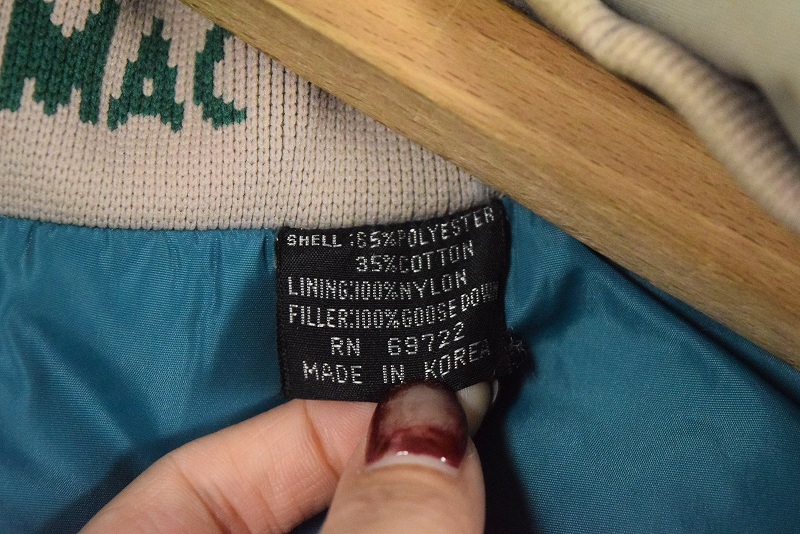 MAC
SHELL:65%POLYESTER
35%COTTON
LINING:100%NYLON
FILLER:100%GOOSE DOWN
RN 69722
MADE IN KOREA